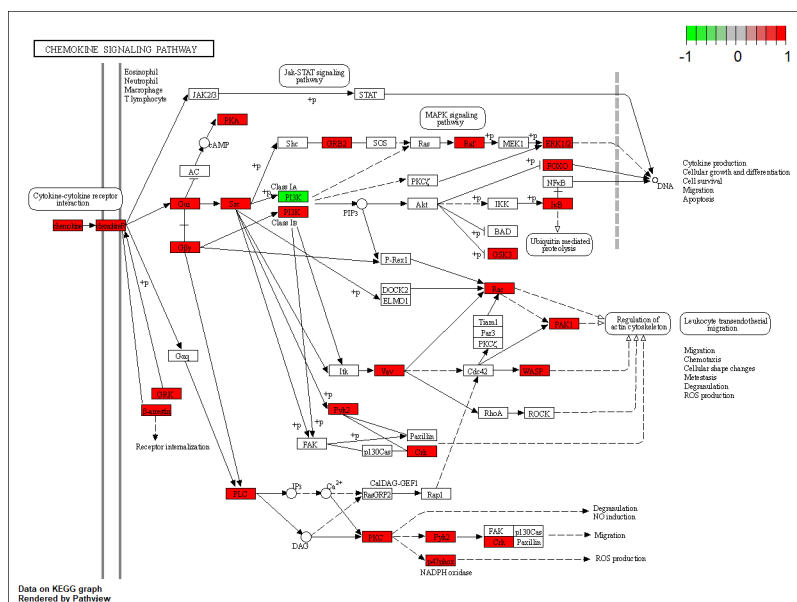 CHEMOKINE SIGNALING PATHWAY
-1 0 1
Eosinophil
Neutrophil
Macrophage
T lymphocyte
Jak-STAT signaling
pathway
JAK2/3
+p
STAT
PKA
cAMP
AC
MAPK signaling
pathway
+p
Shc
GRB2
SOS
Ras
Raf
+p
MEK1
+p
ERK1/2
Cytokine-cytokine receptor
interaction
Chemokine
Gαi
Src
+p
Class IA
PI3K
PI3K
Class IB
PIP3
PKCζ
Akt
+p
FOXO
NFκB
IKK
+p
IκB
BAD
+p
GSK3
Ubiquitin mediated
proteolysis
DNA
Cytokine production
Cellular growth and differentiation
Cell survival
Migration
Apoptosis
Gβγ
P-Rex1
+p
DOCK2
ELMO1
Rac
+p
Tiam1
Par3
PKCζ
PAK1
Regulation of
actin cytoskeleton
Leukocyte transendothelial
migration
Gαq
Itk
Vav
Cdc42
WASP
Migration
Chemotaxis
Cellular shape changes
Metastasis
Degranulation
ROS production
GRK
β-arrestin
Receptor internalization
+p
Pyk2
RhoA
ROCK
+p
FAK
+p
Paxillin
p130Cas
Crk
PLC
IP3
Ca2+
CalDAG-GEF1
RasGRP2
Rap1
DAG
PKC
Degranulation
NO induction
Pyk2
FAK
p130Cas
Crk
Paxillin
Migration
p47phox
ROS production
NADPH oxidase
Data on KEGG graph
Rendered by Pathview